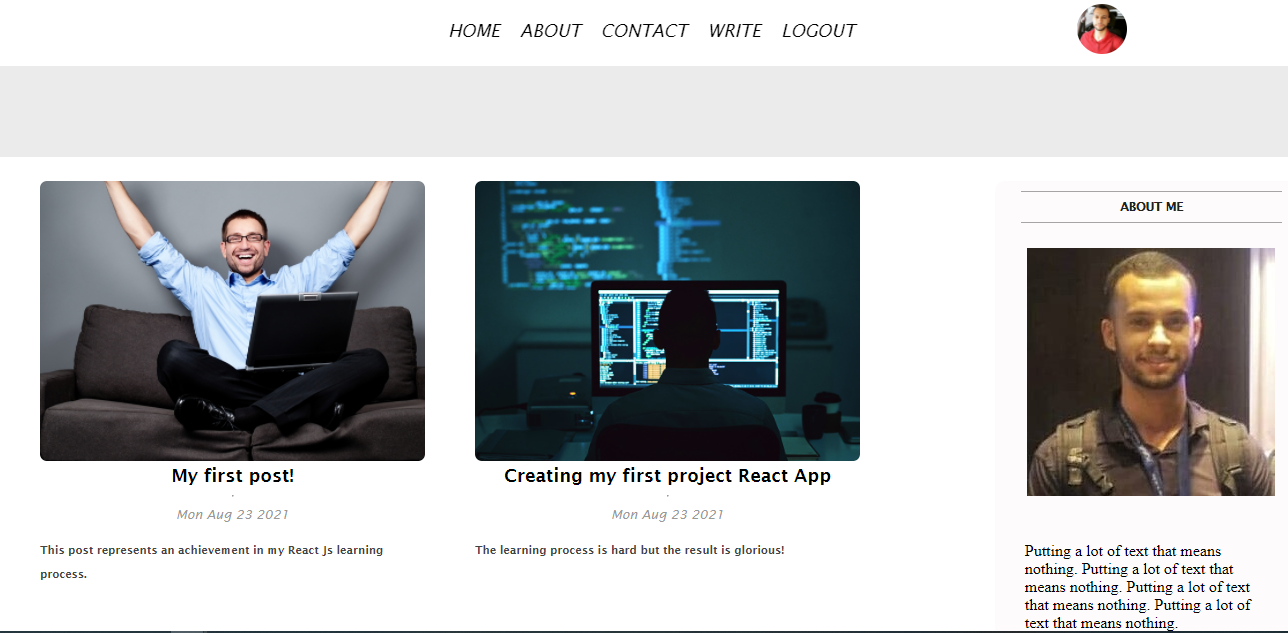 HOME ABOUT CONTACT WRITE LOGOUT
My first post!
Mon Aug 23 2021
This post represents an achievement in my React Js learning
process.
Creating my first project React App
Mon Aug 23 2021
The learning process is hard but the result is glorious!
ABOUT ME
Putting a lot of text that means
nothing. Putting a lot of text that
means nothing. Putting a lot of text
that means nothing. Putting a lot of
text that means nothing.